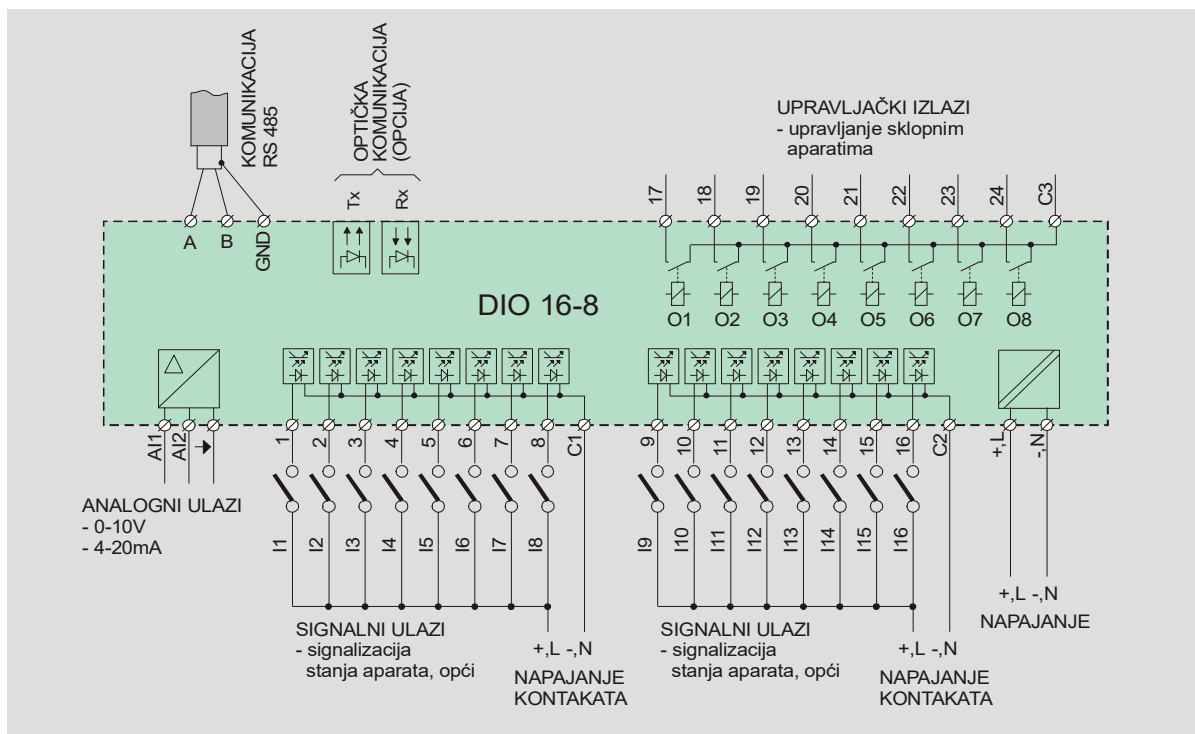 KOMUNIKACIJA
RS 485
OPTIČKA
KOMUNIKACIJA
(OPCIJA)
UPRAVLJAČKI IZLAZI
- upravljanje sklopnim
aparatima
Tx
Rx
17
18
19
20
21
22
23
24
C3
A
B
GND
DIO 16-8
O1
O2
O3
O4
O5
O6
O7
O8
AI1
AI2
1
2
3
4
5
6
7
8
C1
9
10
11
12
13
14
15
16
C2
+,L
-,N
ANALOGNI ULAZI
- 0-10V
- 4-20mA
I1
I2
I3
I4
I5
I6
I7
I8
I9
I10
I11
I12
I13
I14
I15
I16
+,L -,N
NAPAJANJE
SIGNALNI ULAZI
- signalizacija
stanja aparata, opći
+,L -,N
NAPAJANJE
KONTAKATA
SIGNALNI ULAZI
- signalizacija
stanja aparata, opći
+,L -,N
NAPAJANJE
KONTAKATA